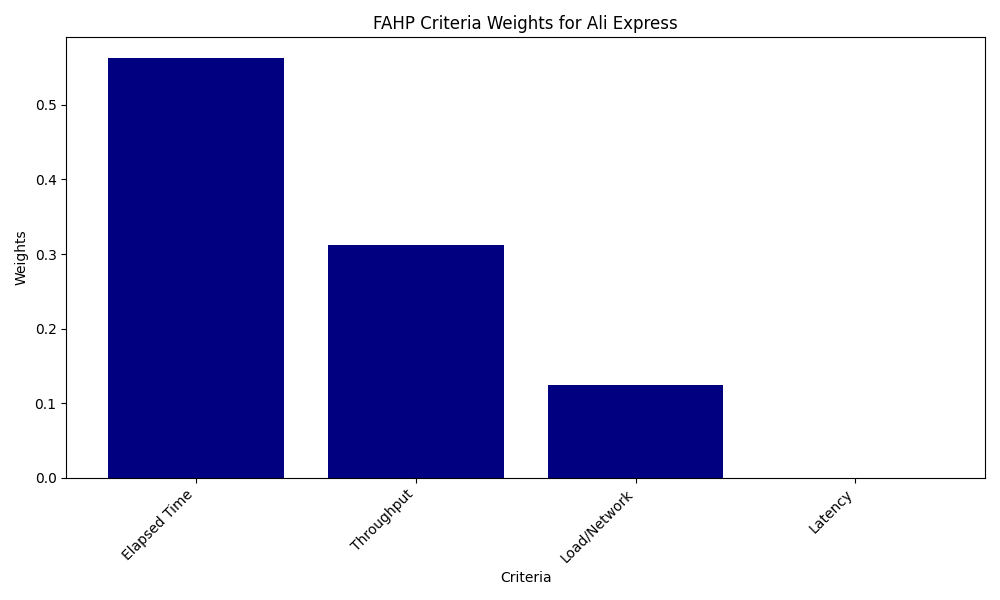 FAHP Criteria Weights for Ali Express
Weights
0.5
0.4
0.3
0.2
0.1
0.0
Elapsed Time
Throughput
Load/Network
Latency
Criteria